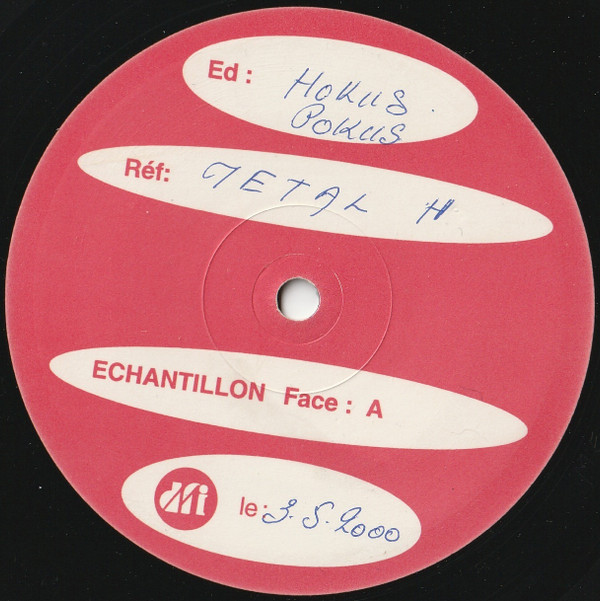 Ed : HOKUS
POKUS
Réf: METAL H
ECHANTILLON Face : A
Mi le : 3.5.2000